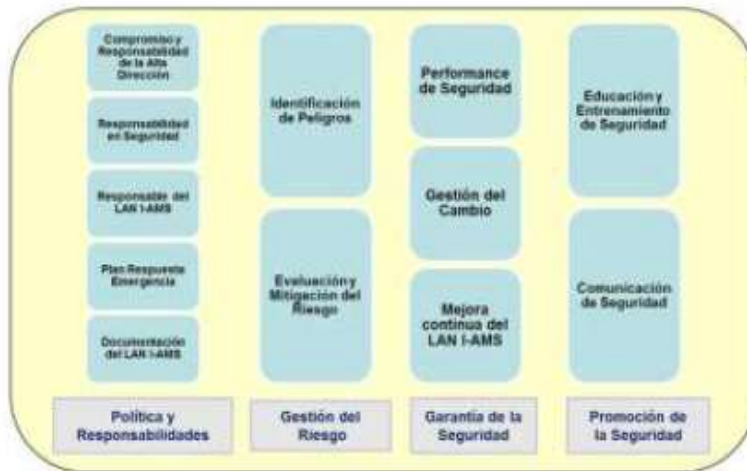 Compromiso y
Responsabilidad
de la Alta
Dirección
Responsabilidad
en Seguridad
Responsable del
LAN I-AMS
Plan Respuesta
Emergencia
Documentación
del LAN I-AMS
Política y
Responsabilidades
Identificación
de Peligros
Evaluación y
Mitigación del
Riesgo
Gestión del
Riesgo
Performance
de Seguridad
Gestión del
Cambio
Mejora
continua del
LAN I-AMS
Garantía de la
Seguridad
Educación y
Entrenamiento
de Seguridad
Comunicación
de Seguridad
Promoción de
la Seguridad